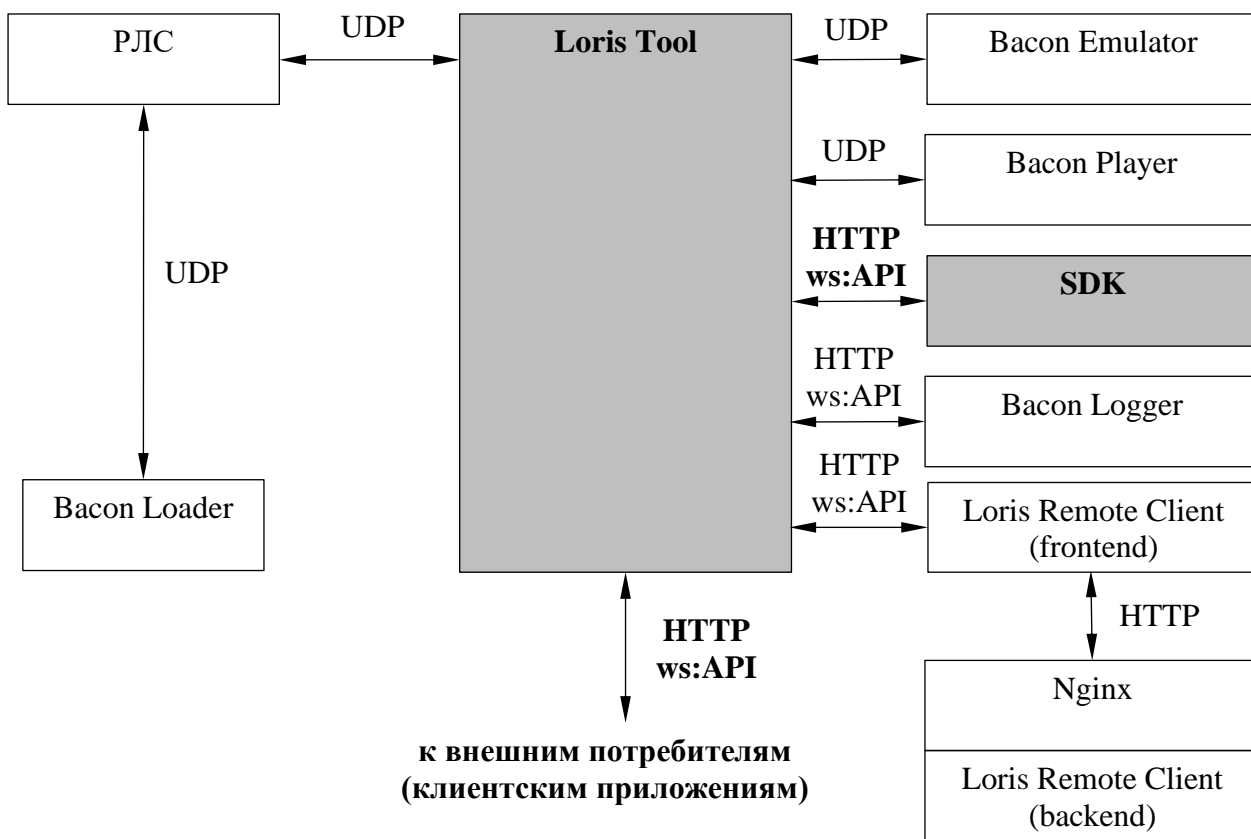 РЛС
UDP
Loris Tool
UDP
Bacon Emulator
UDP
Bacon Player
HTTP
ws:API
SDK
UDP
HTTP
ws:API
Bacon Logger
HTTP
ws:API
Bacon Loader
Loris Remote Client
(frontend)
HTTP
HTTP
ws:API
Nginx
к внешним потребителям
(клиентским приложениям)
Loris Remote Client
(backend)